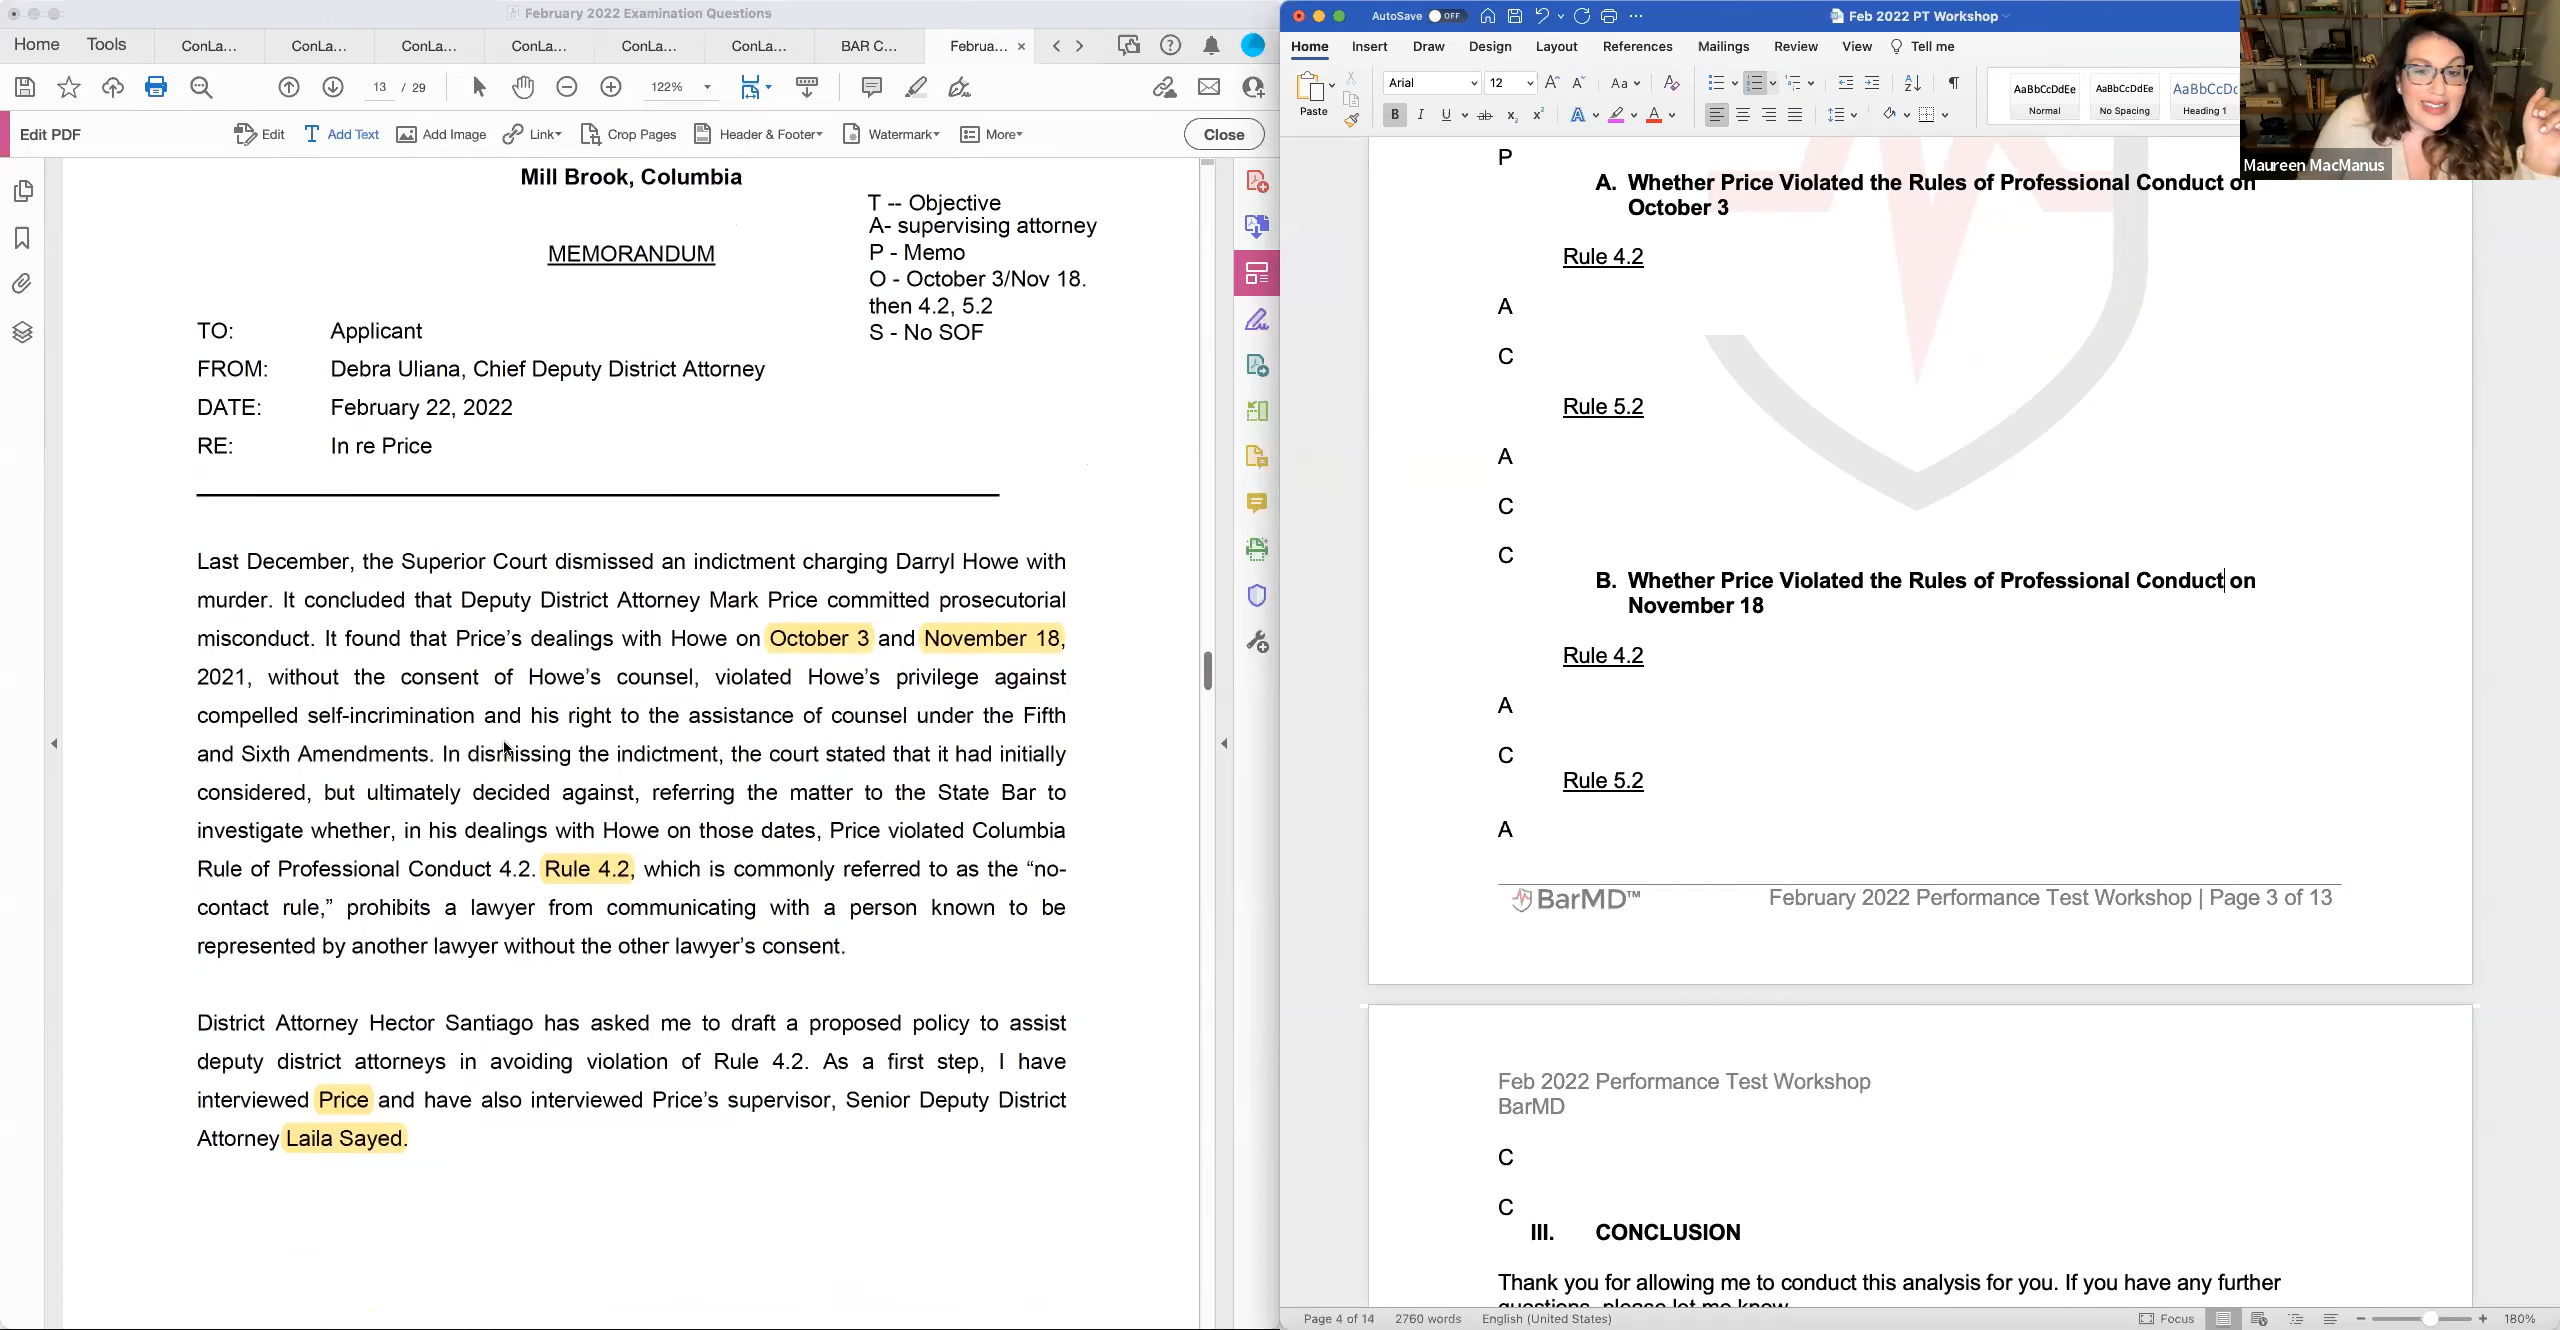 February 2022 Examination Questions
Home
Tools
ConLa...
ConLa...
ConLa...
ConLa...
ConLa...
ConLa...
BAR C...
Februa...
13 / 29
122%
Edit PDF
Edit
Add Text
Add Image
Link
Crop Pages
Header & Footer
Watermark
More
Close
Mill Brook, Columbia
MEMORANDUM
T -- Objective
A- supervising attorney
P - Memo
O - October 3/Nov 18.
then 4.2, 5.2
S - No SOF
TO: Applicant
FROM: Debra Uliana, Chief Deputy District Attorney
DATE: February 22, 2022
RE: In re Price
Last December, the Superior Court dismissed an indictment charging Darryl Howe with
murder. It concluded that Deputy District Attorney Mark Price committed prosecutorial
misconduct. It found that Price’s dealings with Howe on October 3 and November 18,
2021, without the consent of Howe’s counsel, violated Howe’s privilege against
compelled self-incrimination and his right to the assistance of counsel under the Fifth
and Sixth Amendments. In dismissing the indictment, the court stated that it had initially
considered, but ultimately decided against, referring the matter to the State Bar to
investigate whether, in his dealings with Howe on those dates, Price violated Columbia
Rule of Professional Conduct 4.2. Rule 4.2, which is commonly referred to as the “no-
contact rule,” prohibits a lawyer from communicating with a person known to be
represented by another lawyer without the other lawyer’s consent.
District Attorney Hector Santiago has asked me to draft a proposed policy to assist
deputy district attorneys in avoiding violation of Rule 4.2. As a first step, I have
interviewed Price and have also interviewed Price’s supervisor, Senior Deputy District
Attorney Laila Sayed.
AutoSave OFF
Feb 2022 PT Workshop
Home
Insert
Draw
Design
Layout
References
Mailings
Review
View
Tell me
Paste
Arial
12
AaBbCcDdEe
Normal
AaBbCcDdEe
No Spacing
AaBbCcDc
Heading 1
Maureen MacManus
P
A. Whether Price Violated the Rules of Professional Conduct on
October 3
Rule 4.2
A
C
Rule 5.2
A
C
C
B. Whether Price Violated the Rules of Professional Conduct on
November 18
Rule 4.2
A
C
Rule 5.2
A
BarMD™
February 2022 Performance Test Workshop | Page 3 of 13
Feb 2022 Performance Test Workshop
BarMD
C
C
III. CONCLUSION
Thank you for allowing me to conduct this analysis for you. If you have any further
questions, please let me know
Page 4 of 14
2760 words
English (United States)
Focus
180%